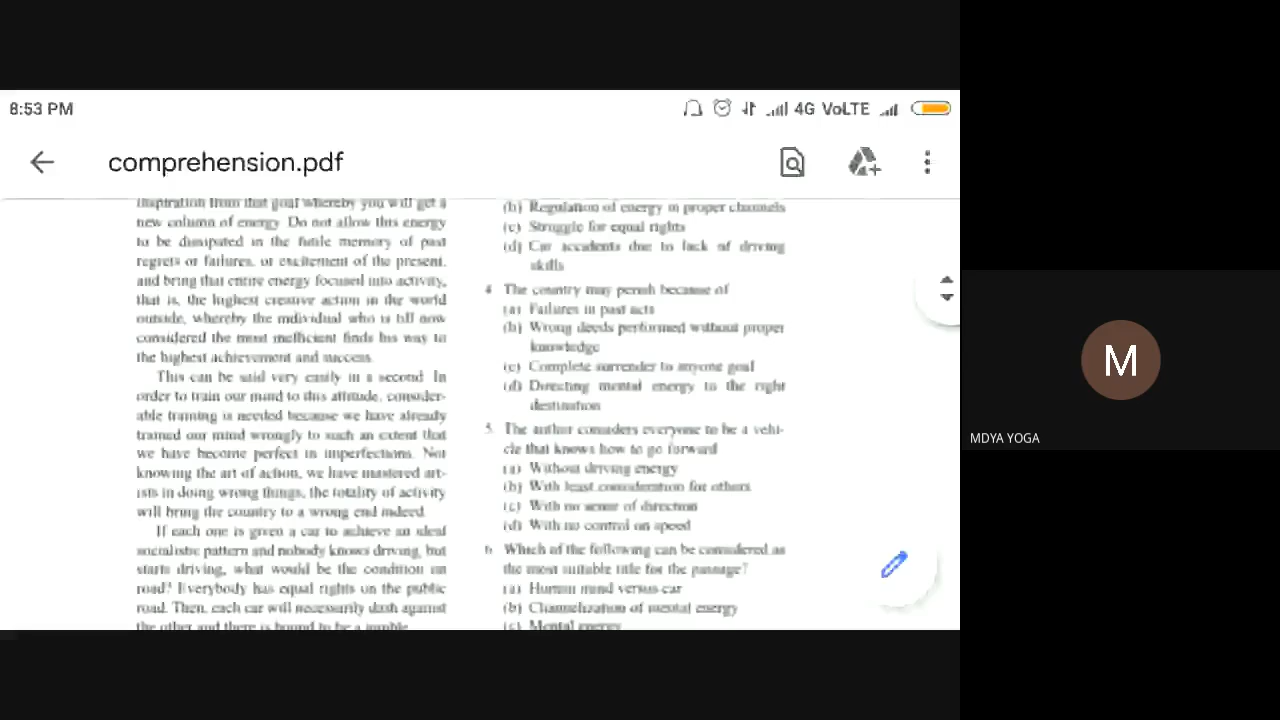 8:53 PM
4G VoLTE
comprehension.pdf
inspiration from that goal whereby you will get a
new column of energy. Do not allow this energy
to be dissipated in the futile memory of past
regrets or failures, or excitement of the present,
and bring that entire energy focused into activity,
that is, the highest creative action in the world
outside, whereby the individual who is till now
considered the most inefficient finds his way to
the highest achievement and success.
This can be said very easily in a second. In
order to train our mind to this attitude, consider-
able training is needed because we have already
trained our mind wrongly to such an extent that
we have become perfect in imperfections. Not
knowing the art of action, we have mastered art-
ists in doing wrong things, the totality of activity
will bring the country to a wrong end indeed.
If each one is given a car to achieve an ideal
socialistic pattern and nobody knows driving, but
starts driving, what would be the condition on
road? Everybody has equal rights on the public
road. Then, each car will necessarily dash against
the other and there is bound to be a jumble.
(b) Regulation of energy in proper channels
(c) Struggle for equal rights
(d) Car accidents due to lack of driving
skills
4. The country may perish because of
(a) Failures in past acts
(b) Wrong deeds performed without proper
knowledge
(c) Complete surrender to anyone goal
(d) Directing mental energy to the right
destination
5. The author considers everyone to be a vehi-
cle that knows how to go forward
(a) Without driving energy
(b) With least consideration for others
(c) With no sense of direction
(d) With no control on speed
6. Which of the following can be considered as
the most suitable title for the passage?
(a) Human mind versus car
(b) Channelization of mental energy
(c) Mental energy
M
MDYA YOGA